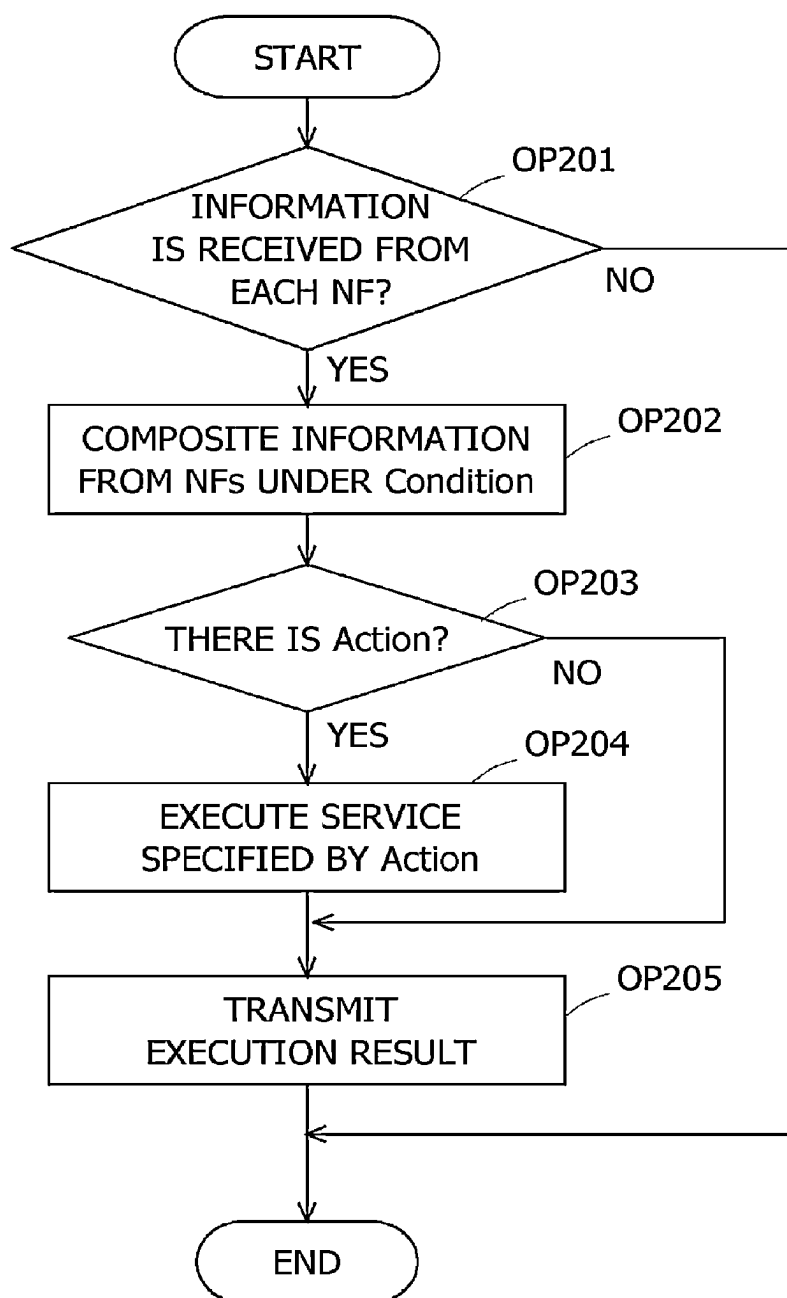 START
OP201
INFORMATION
IS RECEIVED FROM
EACH NF?
NO
YES
OP202
COMPOSITE INFORMATION
FROM NFs UNDER Condition
OP203
THERE IS Action?
NO
YES
OP204
EXECUTE SERVICE
SPECIFIED BY Action
OP205
TRANSMIT
EXECUTION RESULT
END